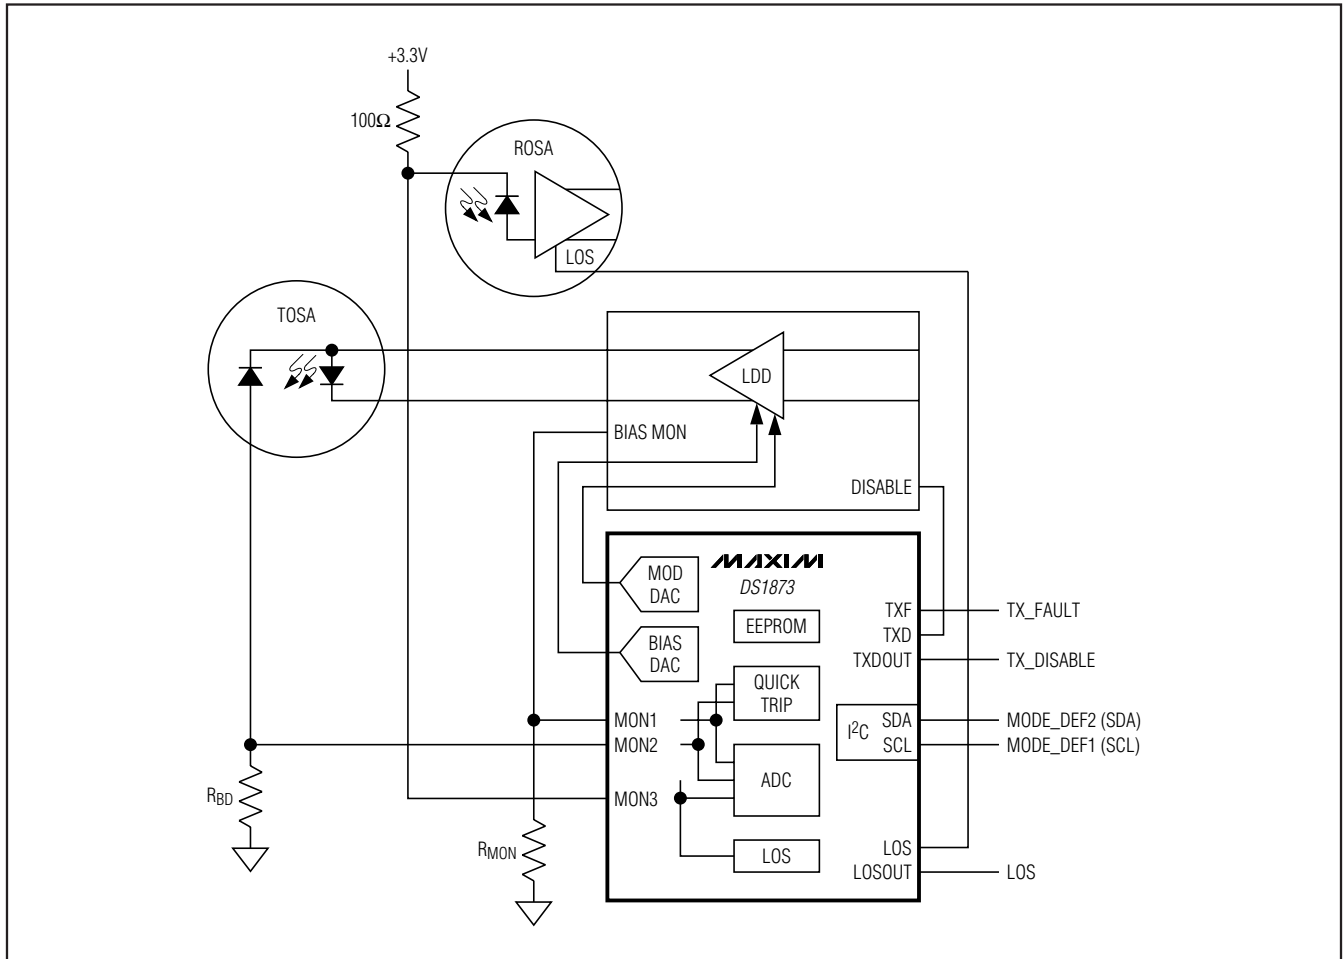 +3.3V
100Ω
ROSA
LOS
TOSA
LDD
BIAS MON
DISABLE
MAXIM
DS1873
MOD
DAC
EEPROM
BIAS
DAC
QUICK
TRIP
TXF
TX_FAULT
TXD
TXDOUT
TX_DISABLE
MON1
MON2
I²C
SDA
SCL
MODE_DEF2 (SDA)
MODE_DEF1 (SCL)
ADC
MON3
RBD
RMON
LOS
LOS
LOSOUT
LOS